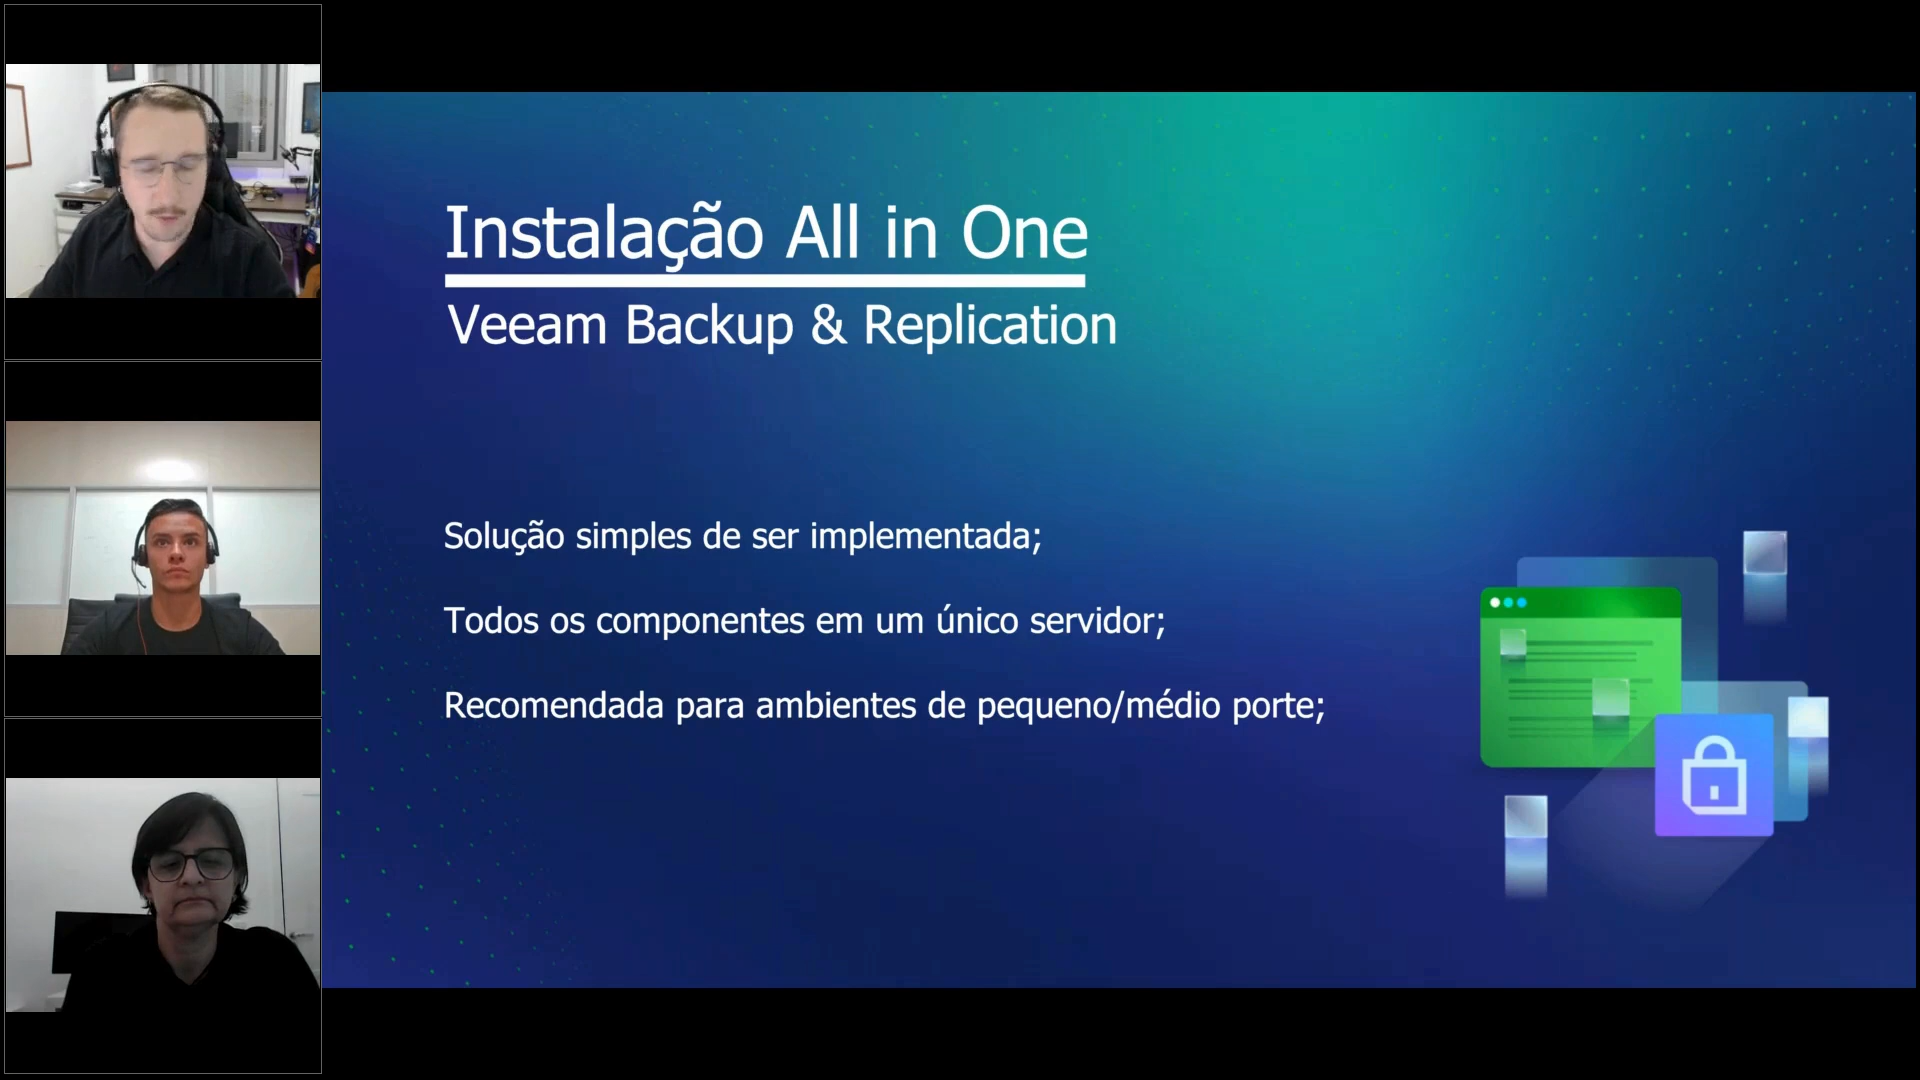 Instalação All in One
Veeam Backup & Replication
Solução simples de ser implementada;
Todos os componentes em um único servidor;
Recomendada para ambientes de pequeno/médio porte;